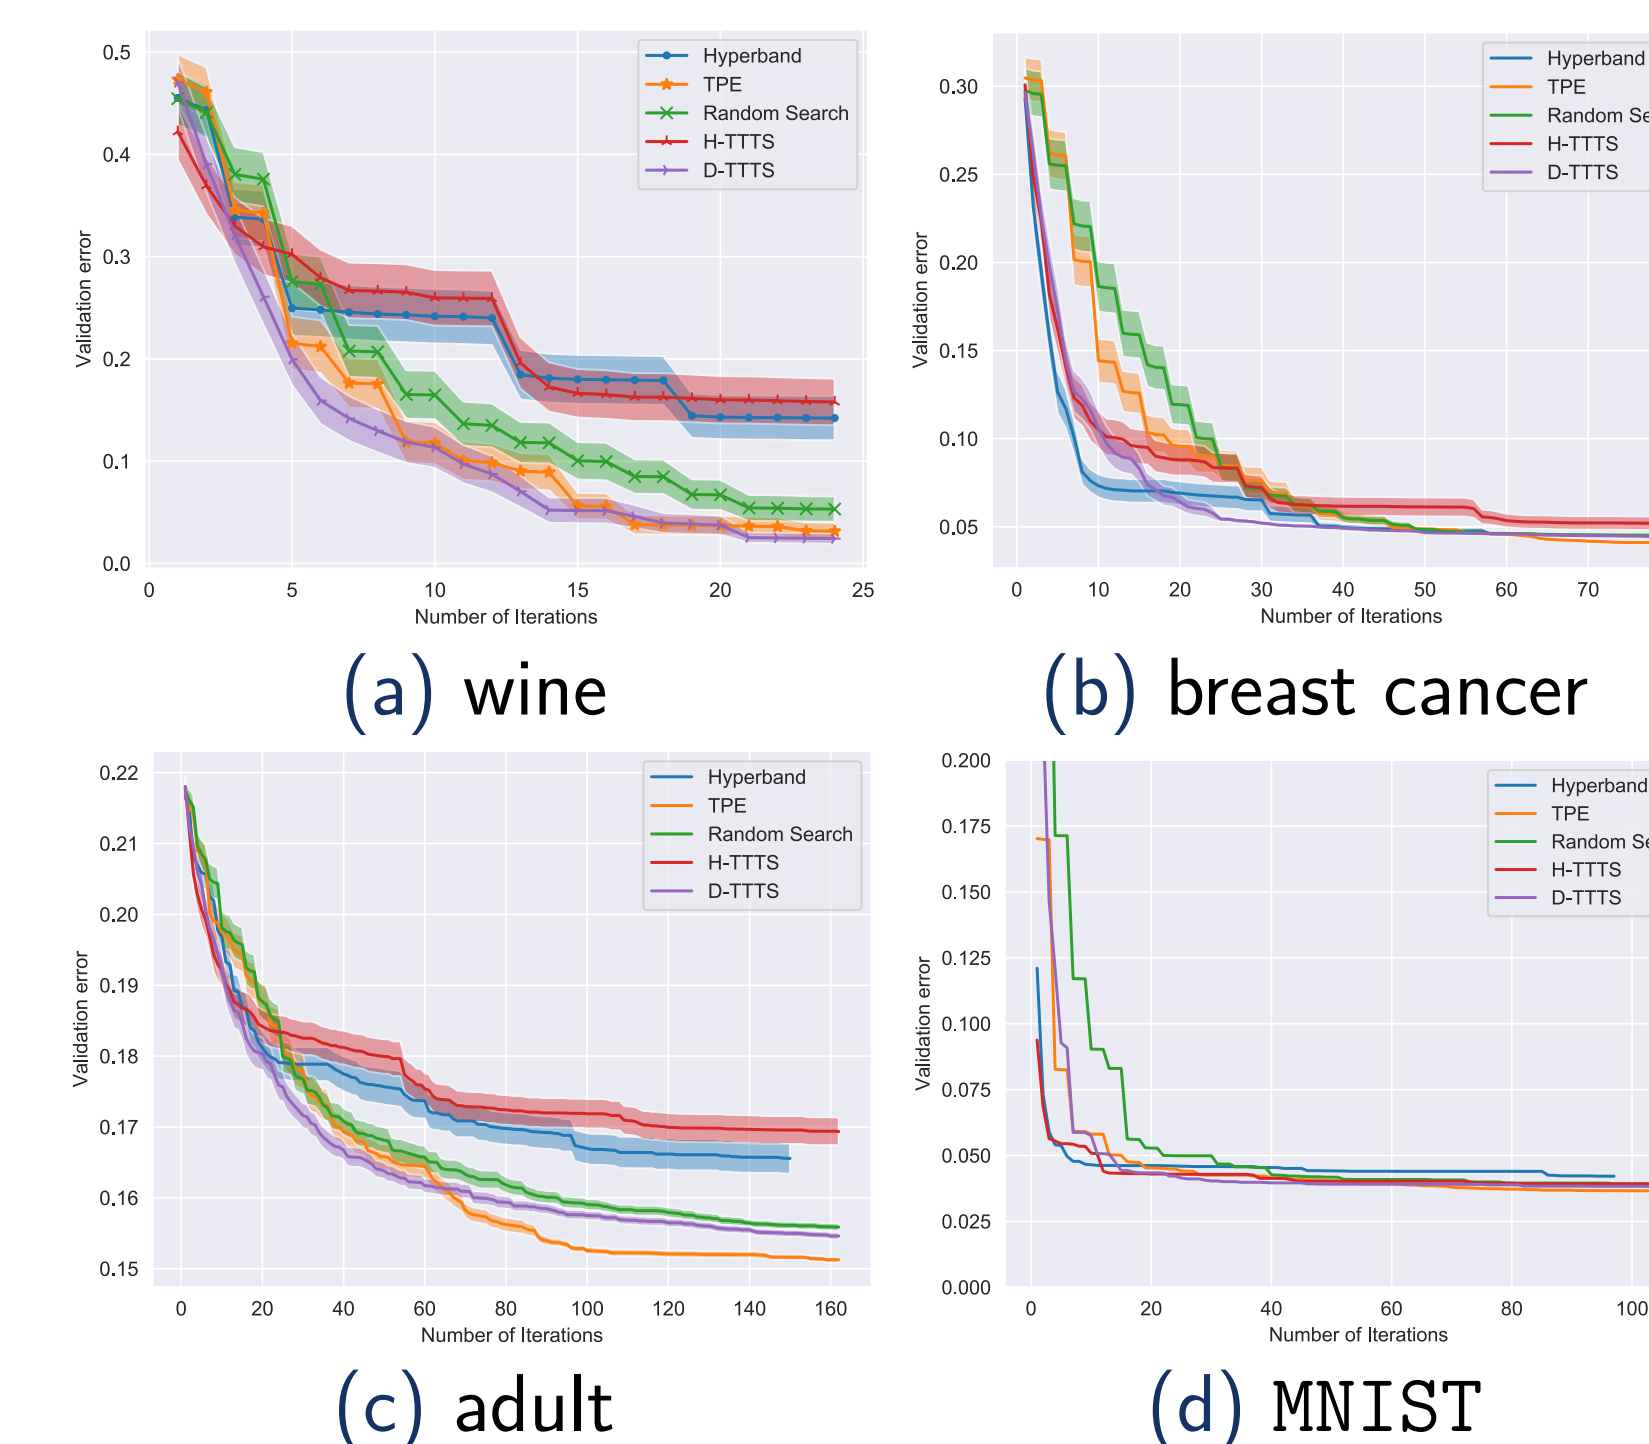 0.5
0.4
0.3
0.2
0.1
0.0
Validation error
Hyperband
TPE
Random Search
H-TTTS
D-TTTS
0 5 10 15 20 25
Number of Iterations
(a) wine
0.30
0.25
0.20
0.15
0.10
0.05
Validation error
Hyperband
TPE
Random Se
H-TTTS
D-TTTS
0 10 20 30 40 50 60 70
Number of Iterations
(b) breast cancer
0.22
0.21
0.20
0.19
0.18
0.17
0.16
0.15
Validation error
Hyperband
TPE
Random Search
H-TTTS
D-TTTS
0 20 40 60 80 100 120 140 160
Number of Iterations
(c) adult
0.200
0.175
0.150
0.125
0.100
0.075
0.050
0.025
0.000
Validation error
Hyperband
TPE
Random Se
H-TTTS
D-TTTS
0 20 40 60 80 100
Number of Iterations
(d) MNIST